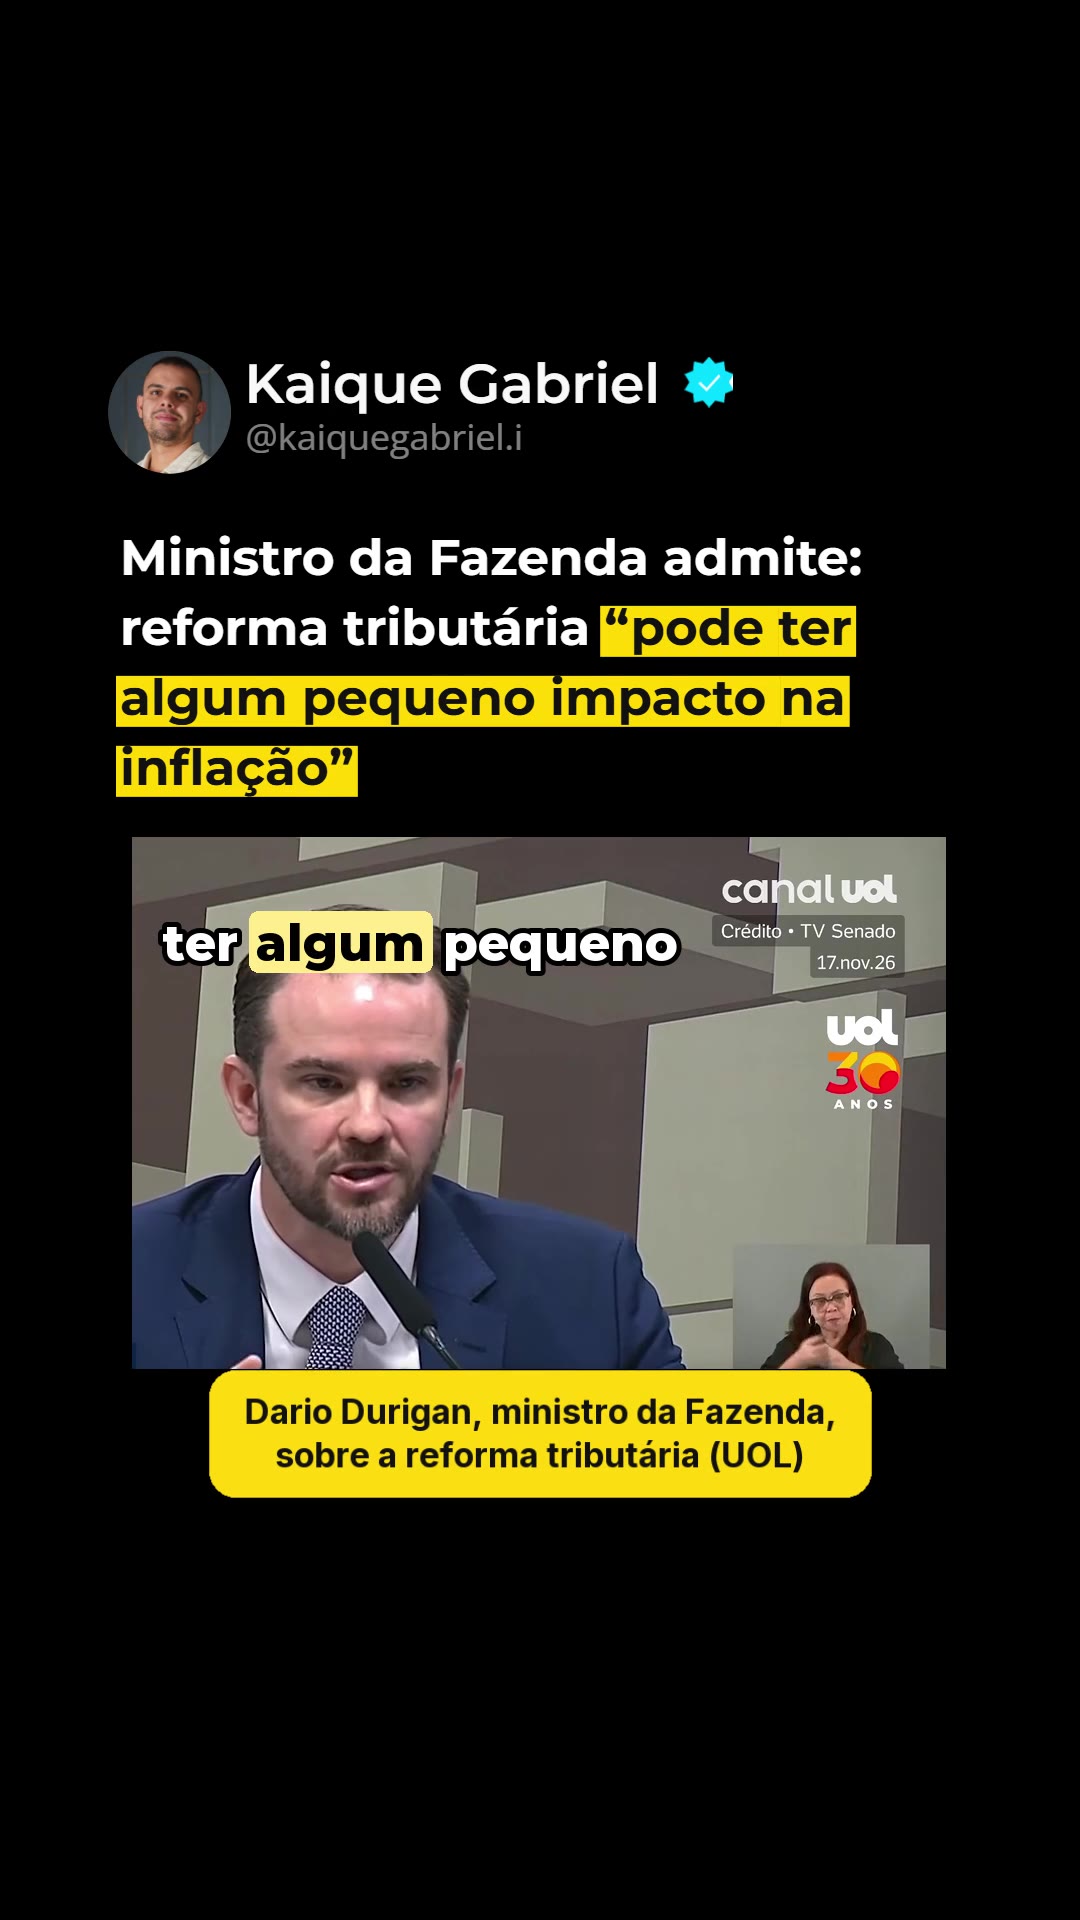 Kaique Gabriel
@kaiquegabriel.i
Ministro da Fazenda admite:
reforma tributária “pode ter
algum pequeno impacto na
inflação”
canal uol
ter algum pequeno
Crédito • TV Senado
17.nov.26
uol
30
ANOS
Dario Durigan, ministro da Fazenda,
sobre a reforma tributária (UOL)